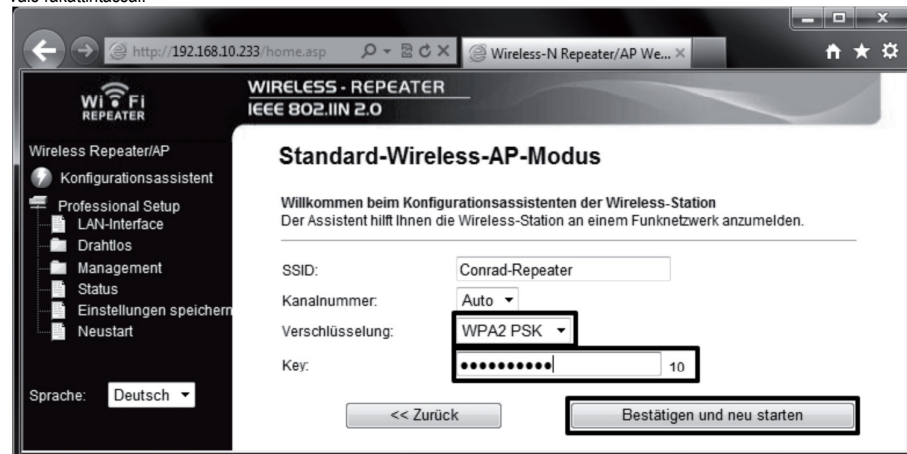 http://192.168.10.233/home.asp
Wireless-N Repeater/AP We...
Wi Fi
REPEATER
WIRELESS - REPEATER
IEEE 802.11N 2.0
Wireless Repeater/AP
Konfigurationsassistent
Professional Setup
LAN-Interface
Drahtlos
Management
Status
Einstellungen speichern
Neustart
Sprache: Deutsch
Standard-Wireless-AP-Modus
Willkommen beim Konfigurationsassistenten der Wireless-Station
Der Assistent hilft Ihnen die Wireless-Station an einem Funknetzwerk anzumelden.
SSID: Conrad-Repeater
Kanalnummer: Auto
Verschlüsselung: WPA2 PSK
Key: •••••••••• 10
<< Zurück
Bestätigen und neu starten